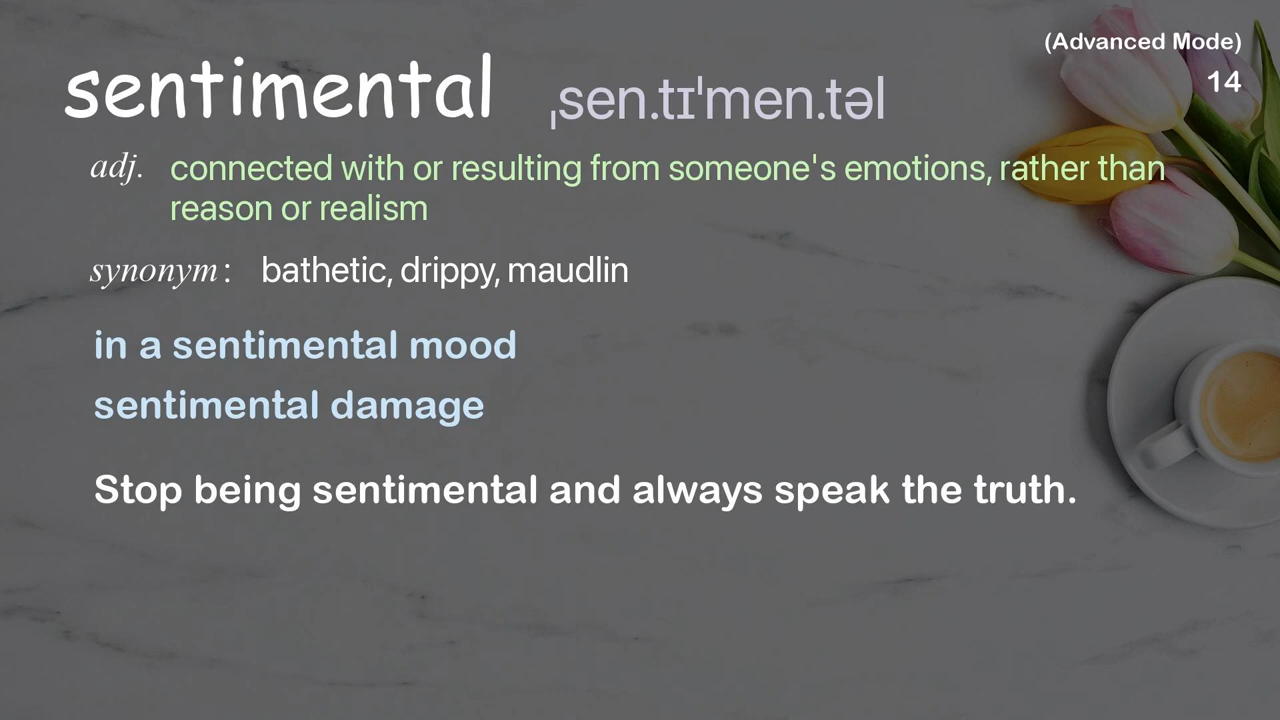 (Advanced Mode)
14
sentimental ˌsen.tɪˈmen.təl
adj. connected with or resulting from someone's emotions, rather than
reason or realism
synonym: bathetic, drippy, maudlin
in a sentimental mood
sentimental damage
Stop being sentimental and always speak the truth.